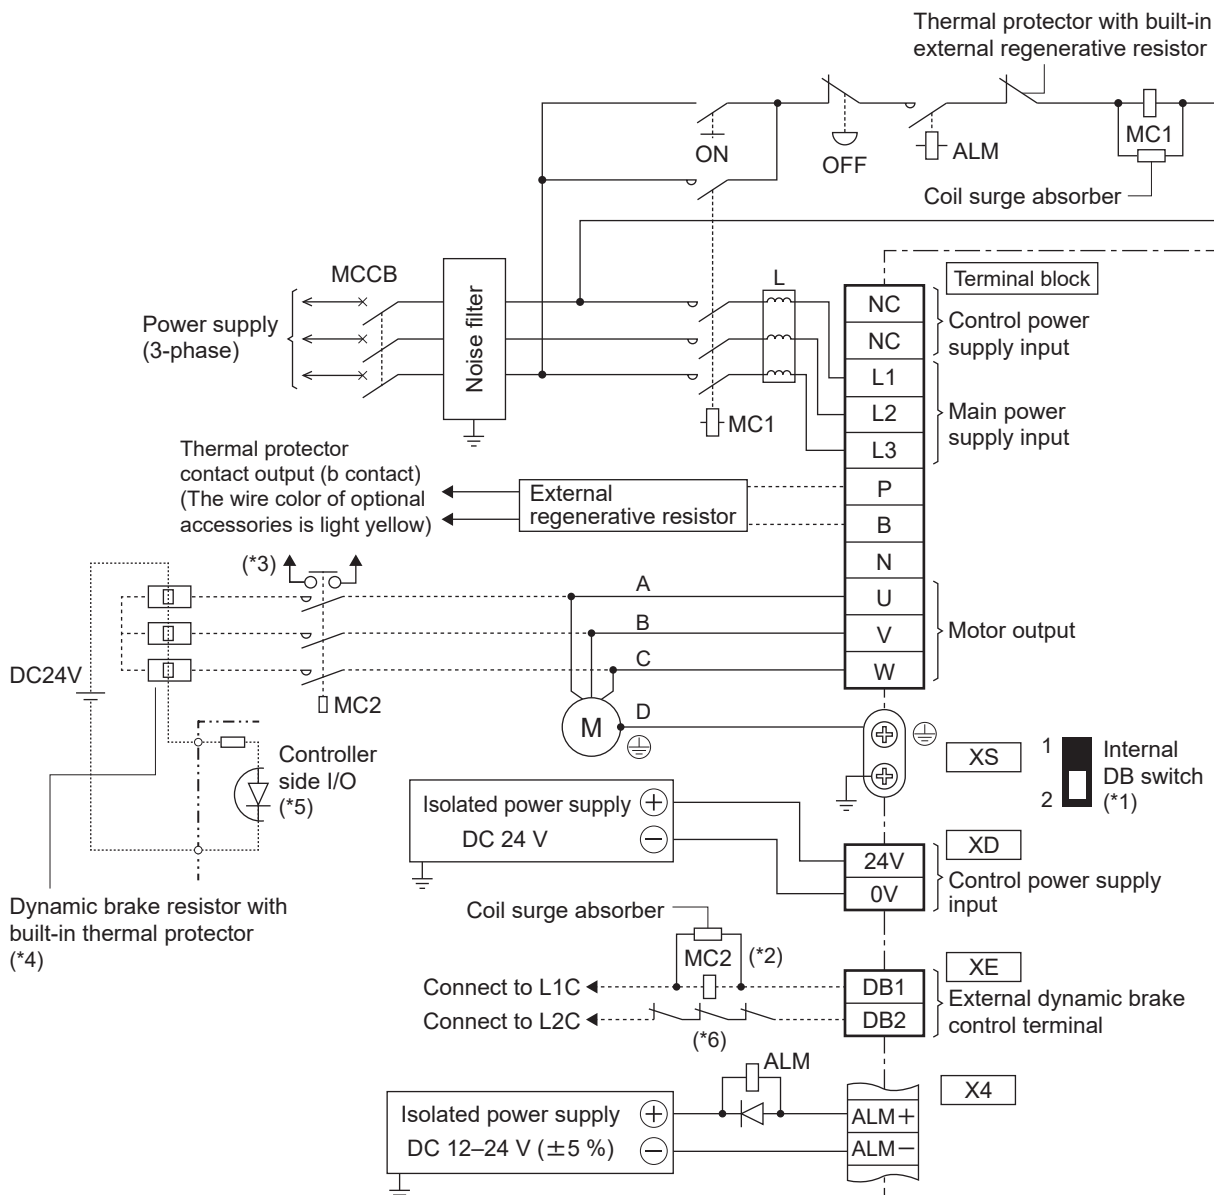 Thermal protector with built-in
external regenerative resistor
ON
OFF
ALM
MC1
Coil surge absorber
MCCB
Power supply
(3-phase)
Noise filter
L
MC1
Terminal block
NC
NC
Control power
supply input
L1
L2
L3
Main power
supply input
Thermal protector
contact output (b contact)
(The wire color of optional
accessories is light yellow)
External
regenerative resistor
P
B
N
(*3)
A
B
C
D
U
V
W
Motor output
DC24V
MC2
M
Controller
side I/O
(*5)
Dynamic brake resistor with
built-in thermal protector
(*4)
XS
1
2
Internal
DB switch
(*1)
Isolated power supply
DC 24 V
+
−
XD
24V
0V
Control power supply
input
Coil surge absorber
MC2
(*2)
Connect to L1C
Connect to L2C
(*6)
XE
DB1
DB2
External dynamic brake
control terminal
ALM
X4
Isolated power supply
DC 12–24 V (±5 %)
+
−
ALM+
ALM−